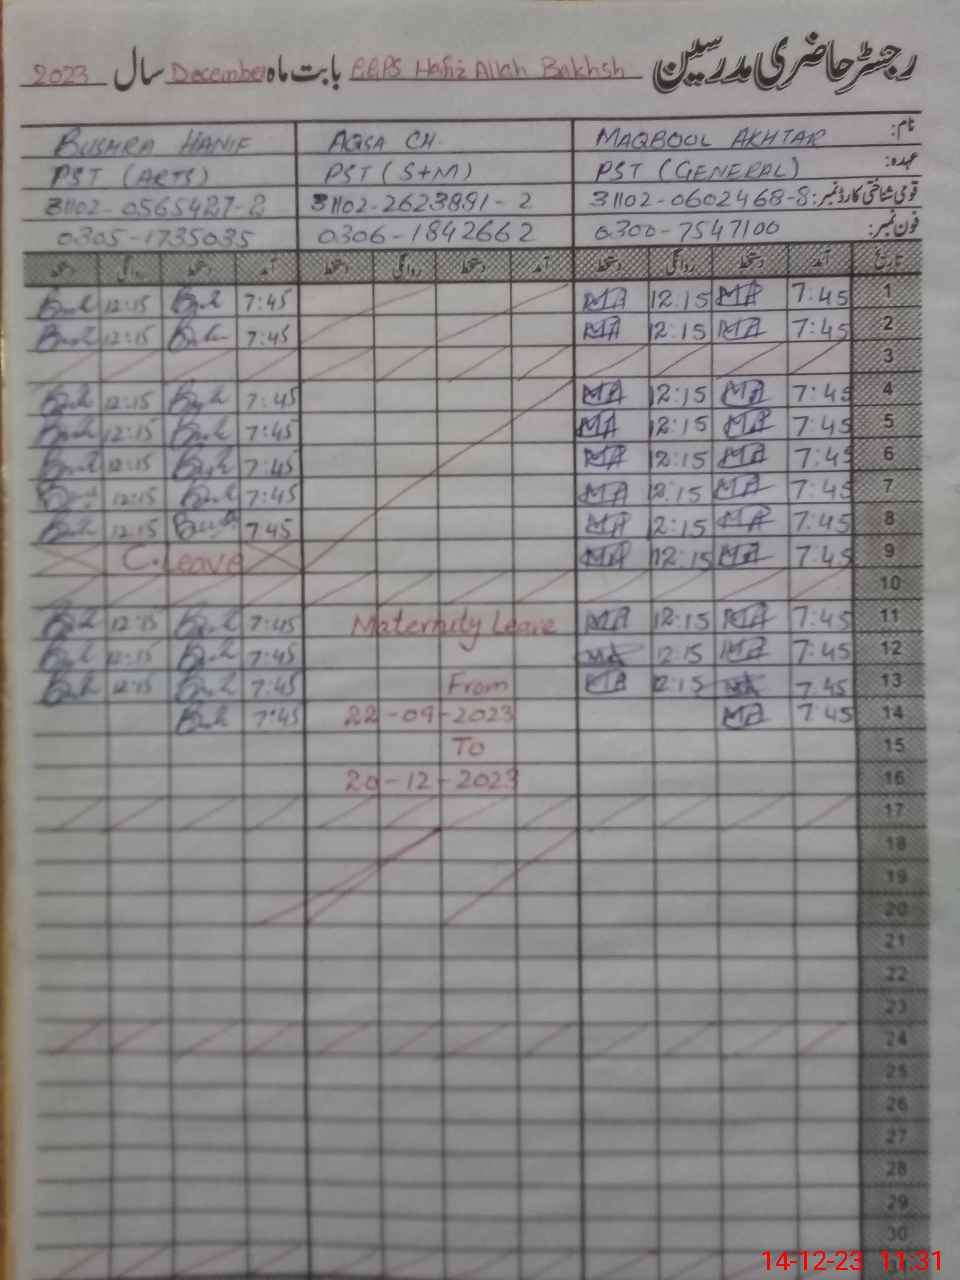 رجسٹر حاضری مدرسین E.E.P.S Hafiz Allah Bakhsh بابت ماہ December سال 2023
نام: MAQBOOL AKHTAR AQSA CH. BUSHRA HANIF
عہدہ: PST (GENERAL) PST (S+M) PST (ARTS)
قومی شناختی کارڈ نمبر: 31102-0602468-8 31102-2623891-2 31102-0565427-2
فون نمبر: 0300-7547100 0306-1842662 0305-1735035
تاریخ آمد دستخط روانگی دستخط آمد دستخط روانگی دستخط آمد دستخط روانگی دستخط
1 7:45 MA 12:15 MA 7:45 12:15
2 7:45 MA 12:15 MA 7:45 12:15
3
4 7:45 MA 12:15 MA 7:45 12:15
5 7:45 MA 12:15 MA 7:45 12:15
6 7:45 MA 12:15 MA 7:45 12:15
7 7:45 MA 12:15 MA 7:45 12:15
8 7:45 MA 12:15 MA 7:45 12:15
9 7:45 MA 12:15 MA C.Leave
10
11 7:45 MA 12:15 MA Maternity Leave 7:45 12:15
12 7:45 MA 12:15 MA 7:45 12:15
13 7:45 MA 12:15 MA From 7:45 12:15
14 7:45 MA 22-09-2023 7:45
15 To
16 20-12-2023
17
18
19
20
21
22
23
24
25
26
27
28
29
30
14-12-23 11:31